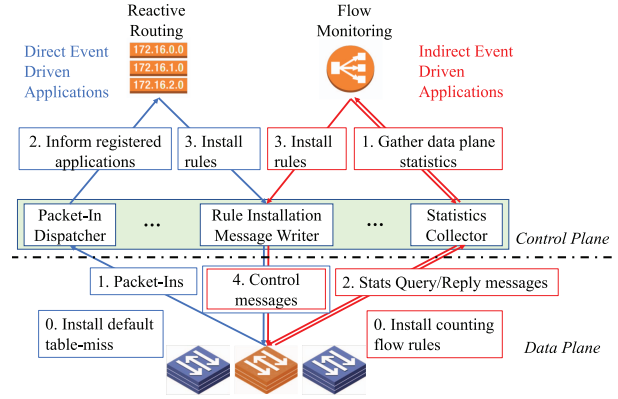 Reactive
Routing
Flow
Monitoring
Direct Event
Driven
Applications
172.16.0.0
172.16.1.0
172.16.2.0
Indirect Event
Driven
Applications
2. Inform registered
applications
3. Install
rules
3. Install
rules
1. Gather data plane
statistics
Packet-In
Dispatcher
...
Rule Installation
Message Writer
...
Statistics
Collector
Control Plane
1. Packet-Ins
4. Control
messages
2. Stats Query/Reply messages
0. Install default
table-miss
0. Install counting
flow rules
Data Plane